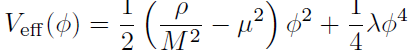 V_eff(ϕ) = 1/2 (ρ/M² − μ²) ϕ² + 1/4 λϕ⁴